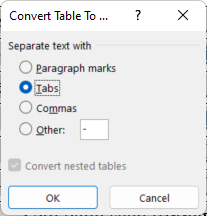 Convert Table To ... ?
Separate text with
Paragraph marks
Tabs
Commas
Other: -
Convert nested tables
OK Cancel